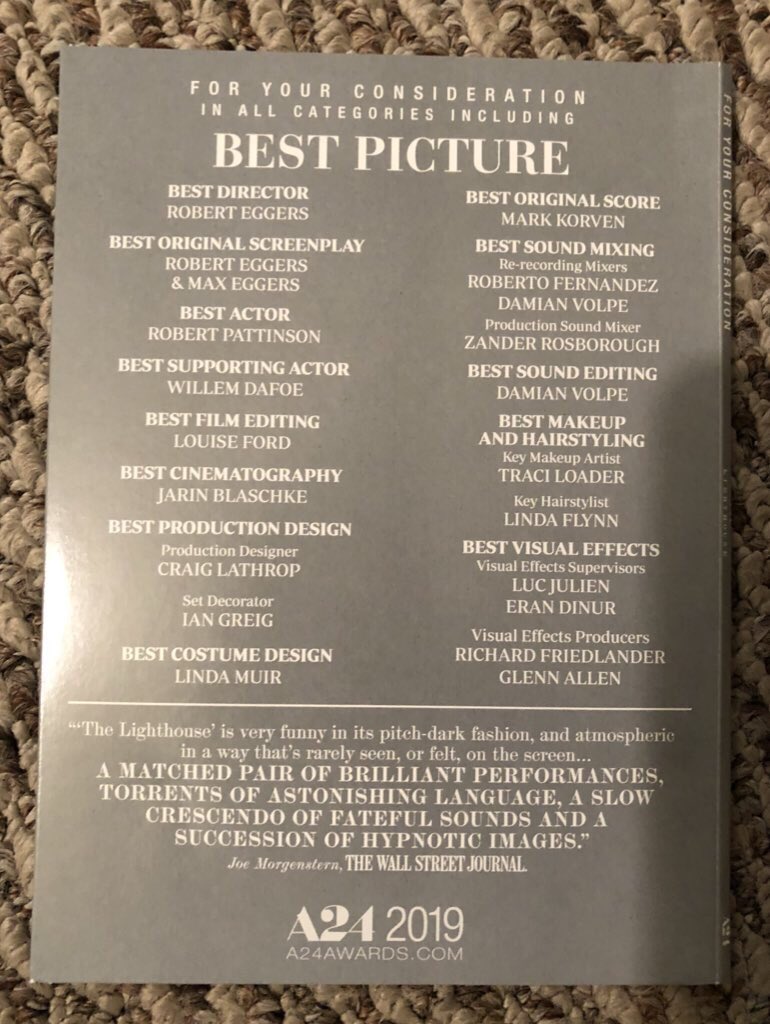 FOR YOUR CONSIDERATION
IN ALL CATEGORIES INCLUDING
BEST PICTURE
BEST DIRECTOR
ROBERT EGGERS
BEST ORIGINAL SCREENPLAY
ROBERT EGGERS
& MAX EGGERS
BEST ACTOR
ROBERT PATTINSON
BEST SUPPORTING ACTOR
WILLEM DAFOE
BEST FILM EDITING
LOUISE FORD
BEST CINEMATOGRAPHY
JARIN BLASCHKE
BEST PRODUCTION DESIGN
Production Designer
CRAIG LATHROP
Set Decorator
IAN GREIG
BEST COSTUME DESIGN
LINDA MUIR
BEST ORIGINAL SCORE
MARK KORVEN
BEST SOUND MIXING
Re-recording Mixers
ROBERTO FERNANDEZ
DAMIAN VOLPE
Production Sound Mixer
ZANDER ROSBOROUGH
BEST SOUND EDITING
DAMIAN VOLPE
BEST MAKEUP
AND HAIRSTYLING
Key Makeup Artist
TRACI LOADER
Key Hairstylist
LINDA FLYNN
BEST VISUAL EFFECTS
Visual Effects Supervisors
LUC JULIEN
ERAN DINUR
Visual Effects Producers
RICHARD FRIEDLANDER
GLENN ALLEN
“‘The Lighthouse’ is very funny in its pitch-dark fashion, and atmospheric
in a way that’s rarely seen, or felt, on the screen...
A MATCHED PAIR OF BRILLIANT PERFORMANCES,
TORRENTS OF ASTONISHING LANGUAGE, A SLOW
CRESCENDO OF FATEFUL SOUNDS AND A
SUCCESSION OF HYPNOTIC IMAGES.”
Joe Morgenstern, THE WALL STREET JOURNAL.
A24 2019
A24AWARDS.COM
FOR YOUR CONSIDERATION
A24